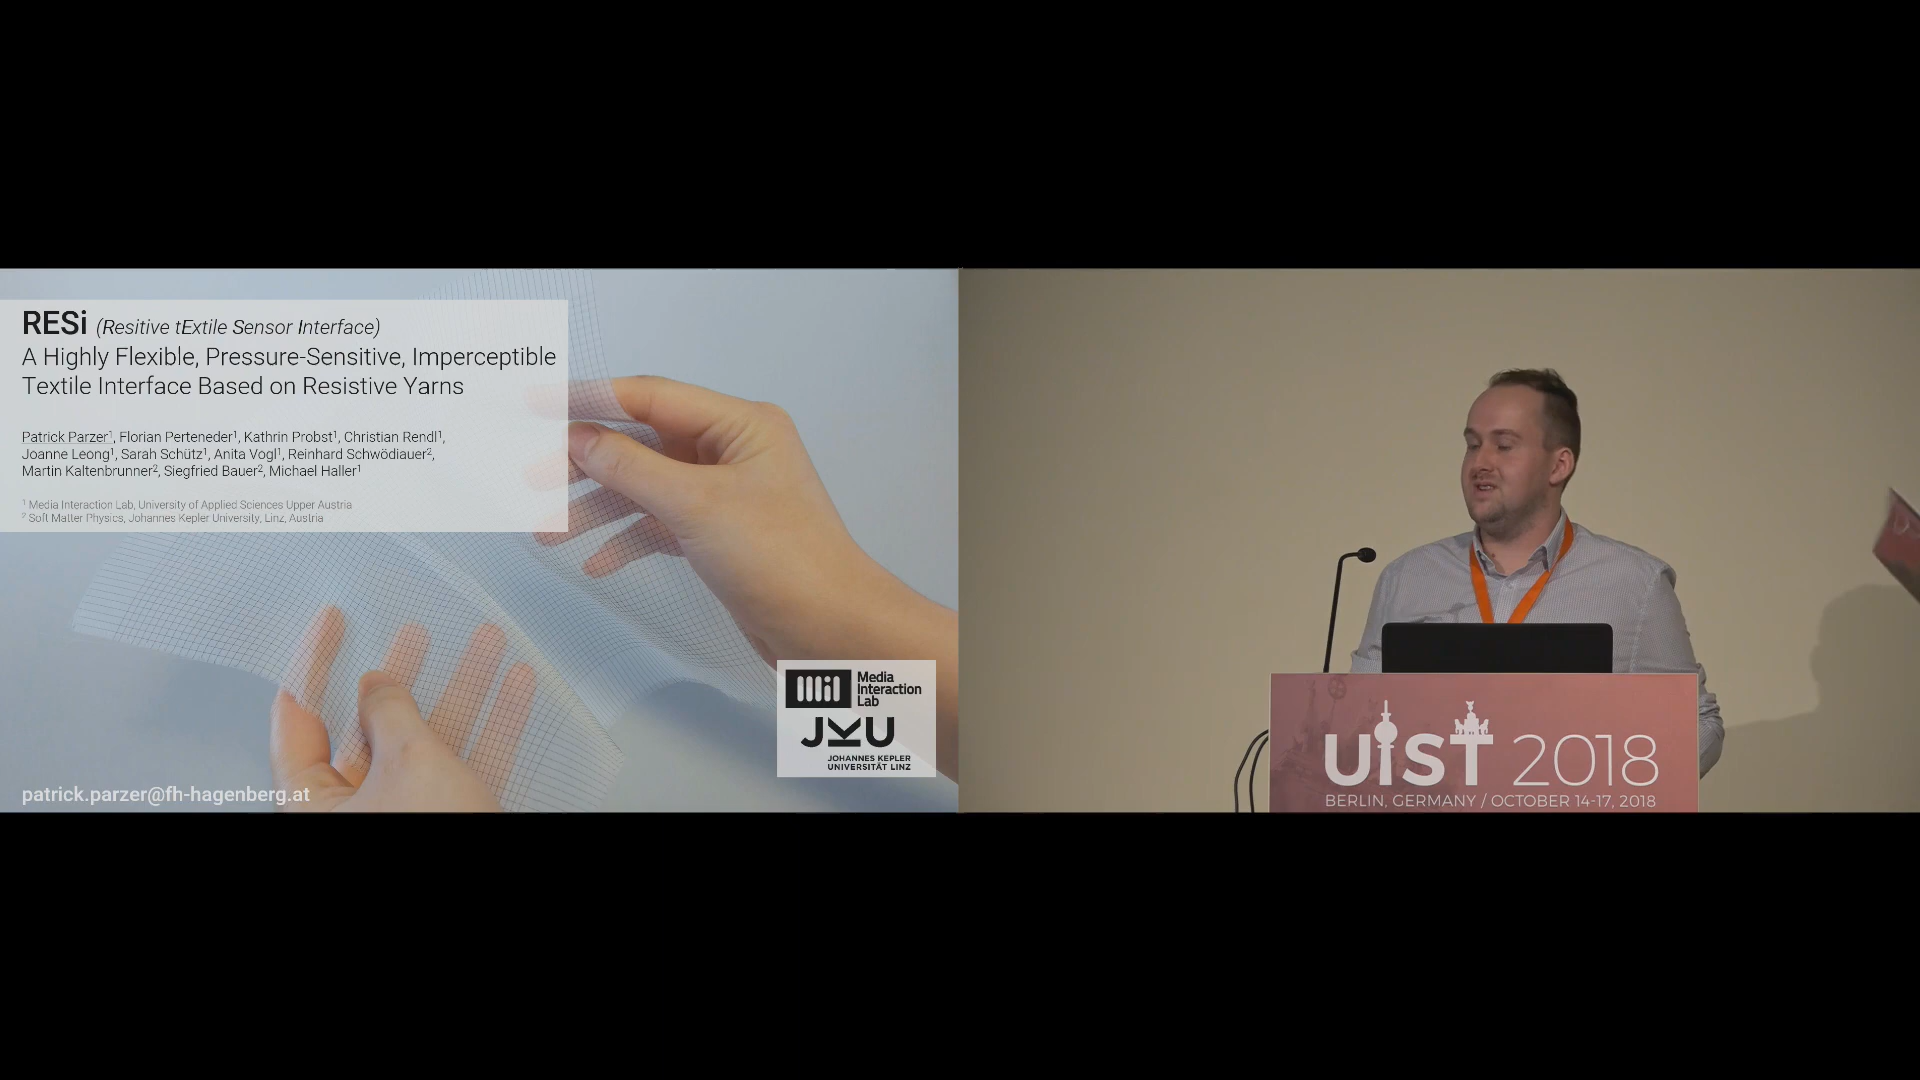 RESi (Resitive tExtile Sensor Interface)
A Highly Flexible, Pressure-Sensitive, Imperceptible
Textile Interface Based on Resistive Yarns
Patrick Parzer¹, Florian Perteneder¹, Kathrin Probst¹, Christian Rendl¹,
Joanne Leong¹, Sarah Schütz¹, Anita Vogl¹, Reinhard Schwödiauer²,
Martin Kaltenbrunner², Siegfried Bauer², Michael Haller¹
¹ Media Interaction Lab, University of Applied Sciences Upper Austria
² Soft Matter Physics, Johannes Kepler University, Linz, Austria
Media
Interaction
Lab
JKU
JOHANNES KEPLER
UNIVERSITÄT LINZ
patrick.parzer@fh-hagenberg.at
UIST 2018
BERLIN, GERMANY / OCTOBER 14-17, 2018